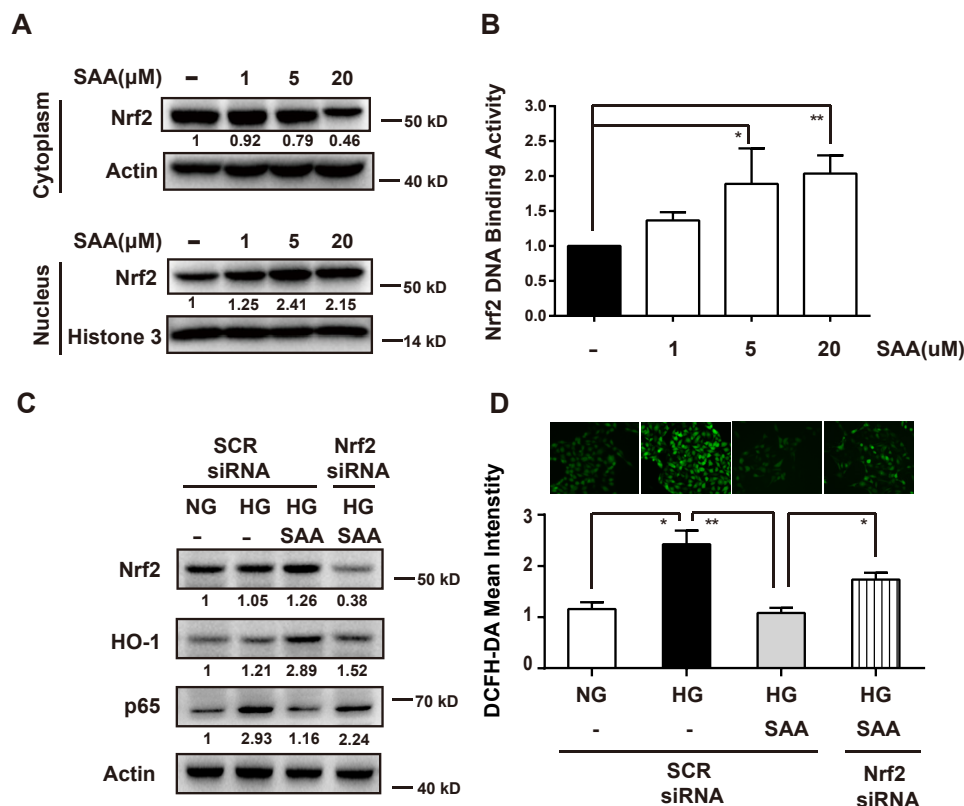 A
SAA(μM) – 1 5 20
Cytoplasm
Nrf2 50 kD
1 0.92 0.79 0.46
Actin 40 kD
SAA(μM) – 1 5 20
Nucleus
Nrf2 50 kD
1 1.25 2.41 2.15
Histone 3 14 kD
B
Nrf2 DNA Binding Activity
3.0
2.5
2.0
1.5
1.0
0.5
0.0
* **
– 1 5 20 SAA(uM)
C
SCR siRNA
Nrf2 siRNA
NG HG HG HG
- - SAA SAA
Nrf2 50 kD
1 1.05 1.26 0.38
HO-1
1 1.21 2.89 1.52
p65 70 kD
1 2.93 1.16 2.24
Actin 40 kD
D
DCFH-DA Mean Intenstity
3
2
1
0
* ** *
NG HG HG HG
- - SAA SAA
SCR siRNA
Nrf2 siRNA